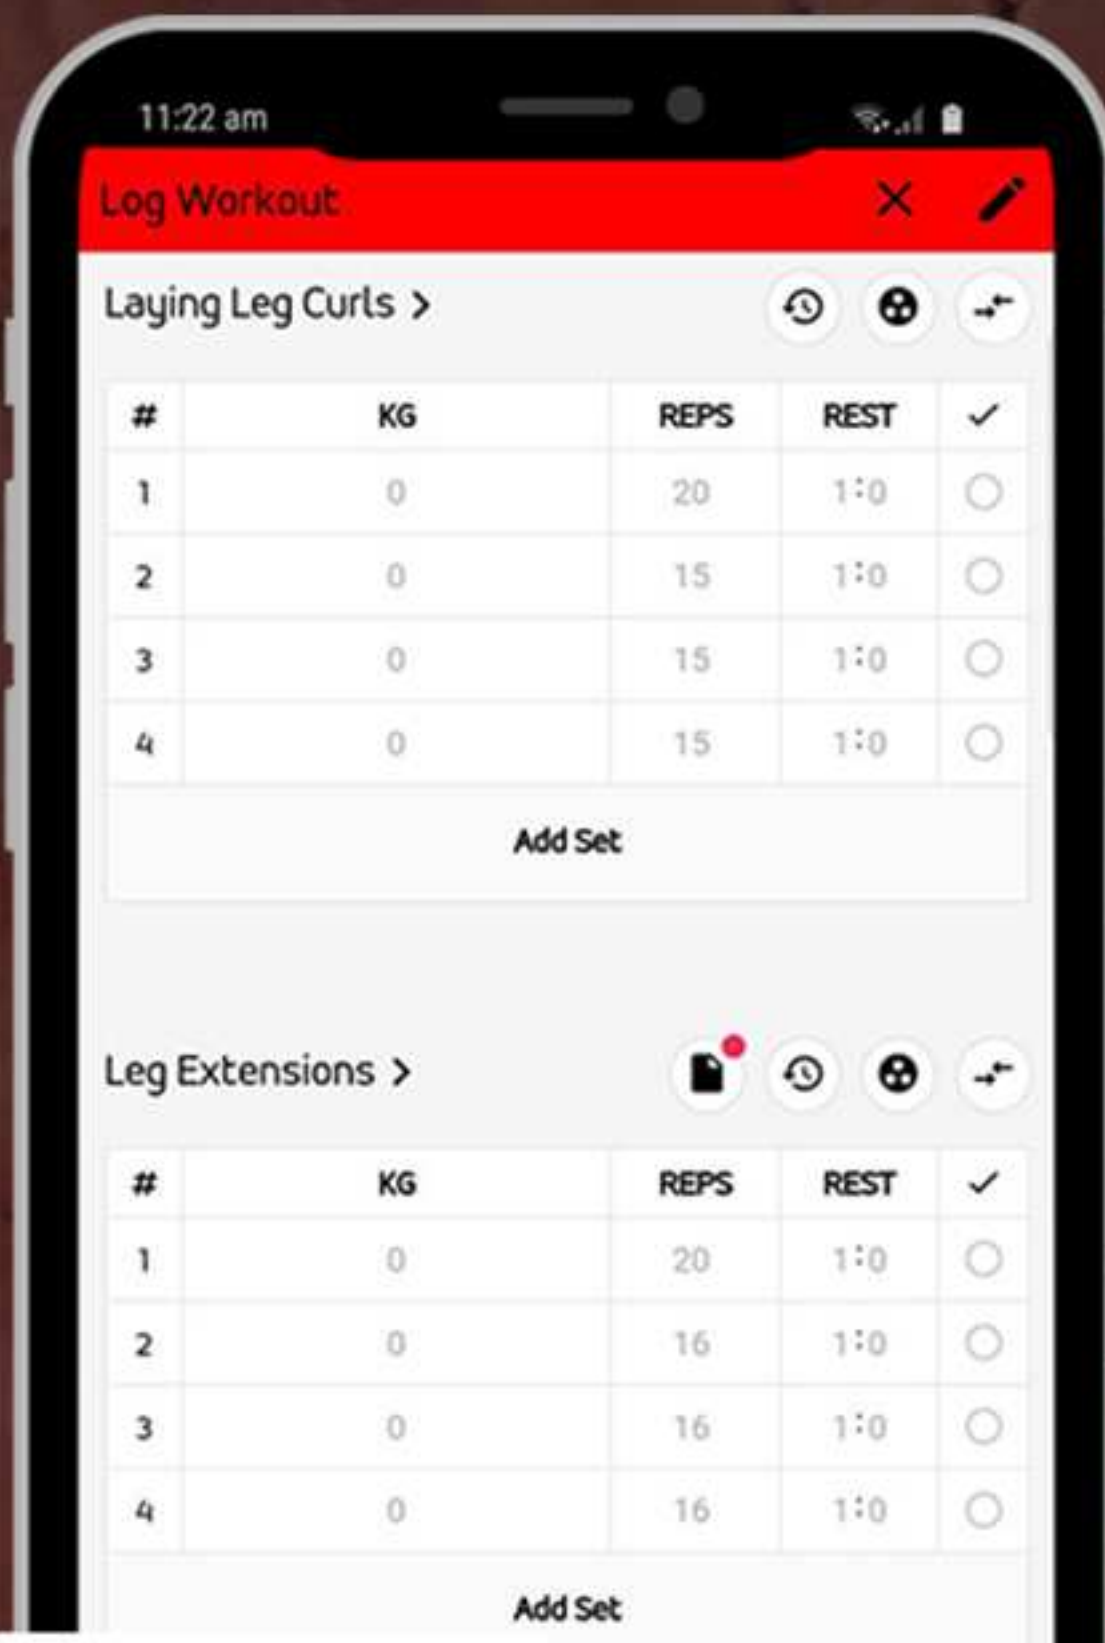 11:22 am
Log Workout
Laying Leg Curls >
# KG REPS REST ✓
1 0 20 1:0
2 0 15 1:0
3 0 15 1:0
4 0 15 1:0
Add Set
Leg Extensions >
# KG REPS REST ✓
1 0 20 1:0
2 0 16 1:0
3 0 16 1:0
4 0 16 1:0
Add Set